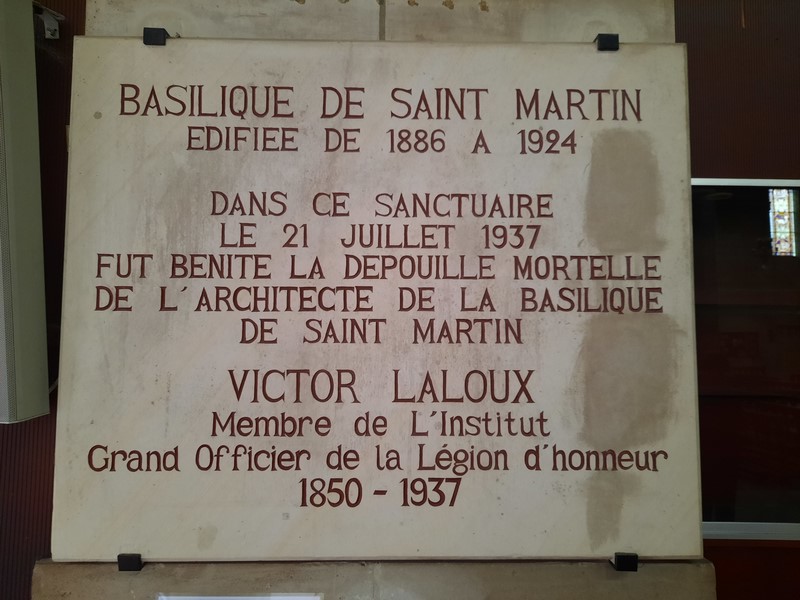 BASILIQUE DE SAINT MARTIN
EDIFIEE DE 1886 A 1924
DANS CE SANCTUAIRE
LE 21 JUILLET 1937
FUT BENITE LA DEPOUILLE MORTELLE
DE L'ARCHITECTE DE LA BASILIQUE
DE SAINT MARTIN
VICTOR LALOUX
Membre de L'Institut
Grand Officier de la Légion d'honneur
1850 - 1937